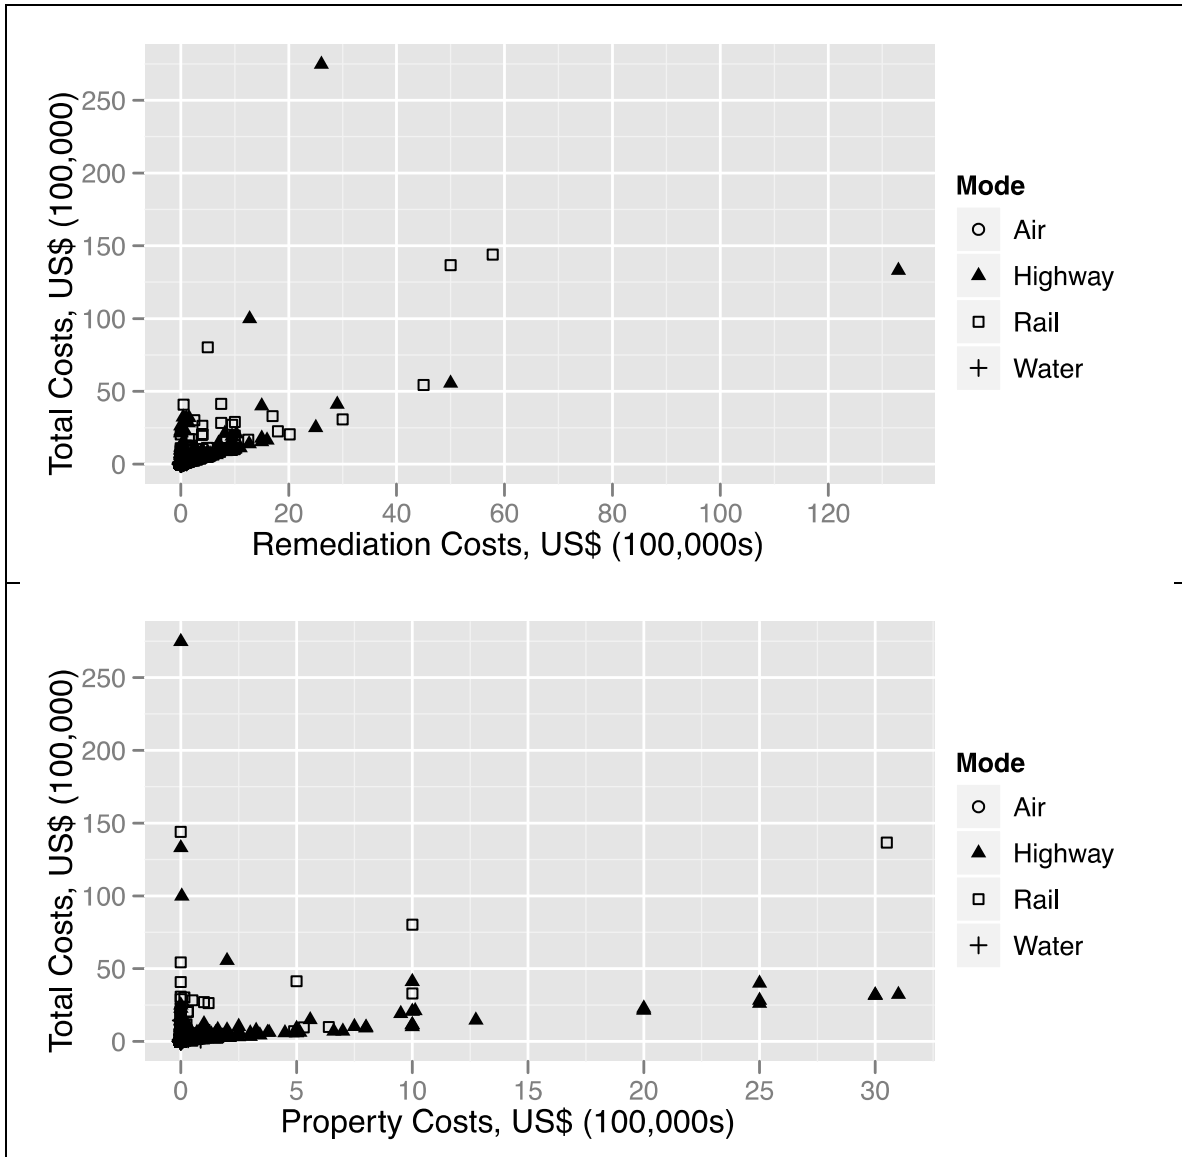 Total Costs, US$ (100,000)
250
200
150
100
50
0
0 20 40 60 80 100 120
Remediation Costs, US$ (100,000s)
Mode
Air
Highway
Rail
Water
Total Costs, US$ (100,000)
250
200
150
100
50
0
0 5 10 15 20 25 30
Property Costs, US$ (100,000s)
Mode
Air
Highway
Rail
Water